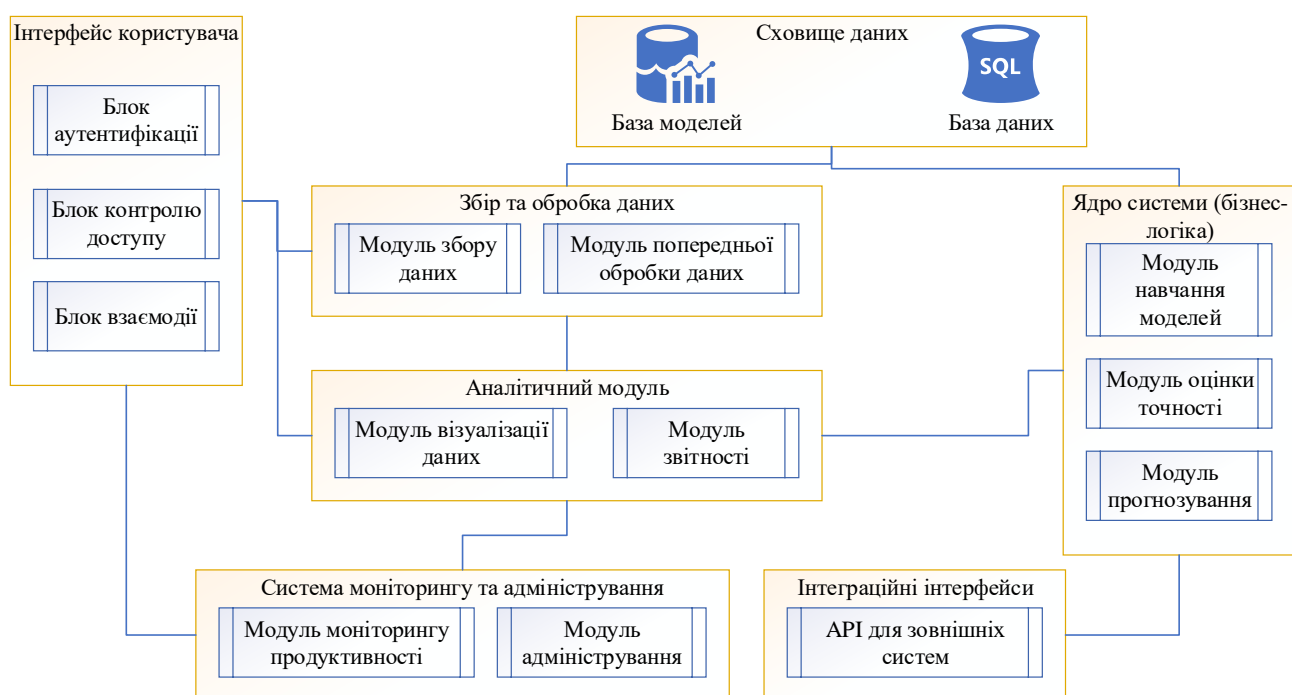 Інтерфейс користувача
Блок
аутентифікації
Блок контролю
доступу
Блок взаємодії
Сховище даних
SQL
База моделей
База даних
Збір та обробка даних
Модуль збору
даних
Модуль попередньої
обробки даних
Аналітичний модуль
Модуль візуалізації
даних
Модуль
звітності
Ядро системи (бізнес-
логіка)
Модуль
навчання
моделей
Модуль оцінки
точності
Модуль
прогнозування
Система моніторингу та адміністрування
Модуль моніторингу
продуктивності
Модуль
адміністрування
Інтеграційні інтерфейси
API для зовнішніх
систем